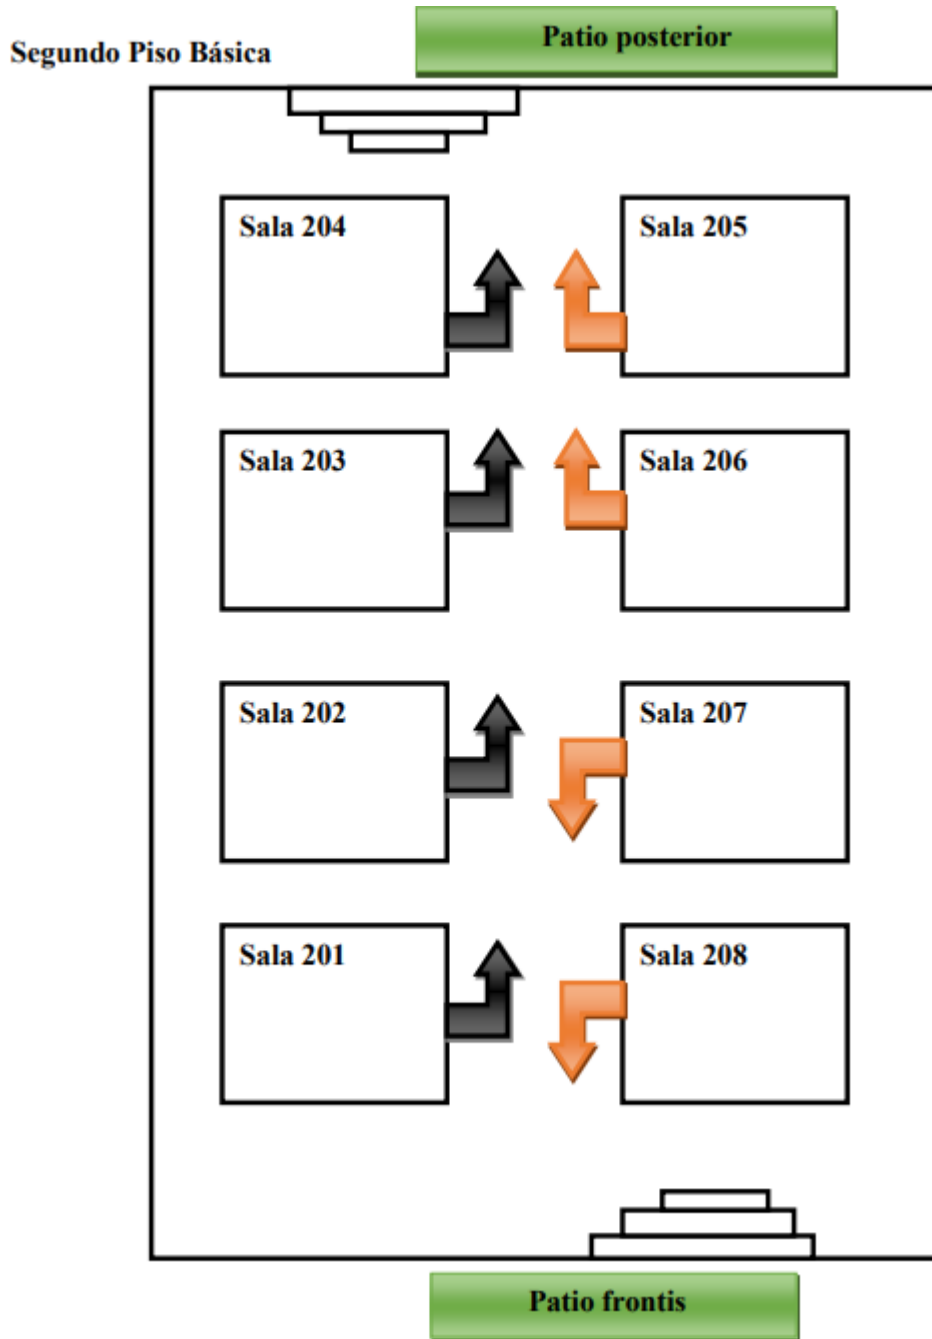 Patio posterior
Segundo Piso Básica
Sala 204
Sala 205
Sala 203
Sala 206
Sala 202
Sala 207
Sala 201
Sala 208
Patio frontis